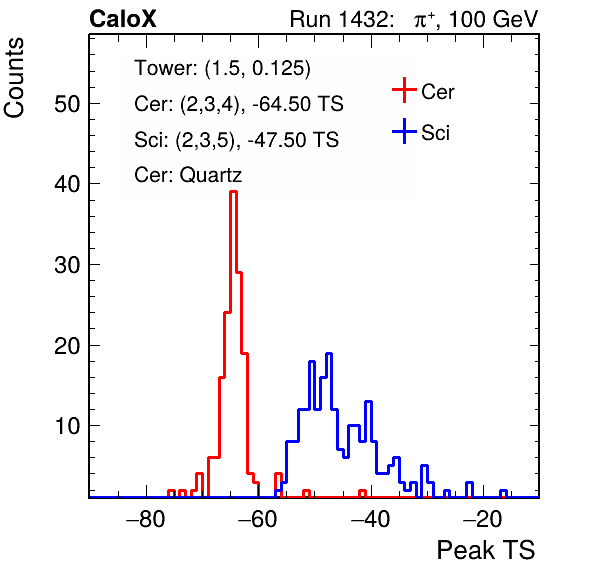 CaloX Run 1432: π⁺, 100 GeV
Counts
Tower: (1.5, 0.125)
Cer: (2,3,4), -64.50 TS
Sci: (2,3,5), -47.50 TS
Cer: Quartz
Cer
Sci
50
40
30
20
10
−80 −60 −40 −20
Peak TS